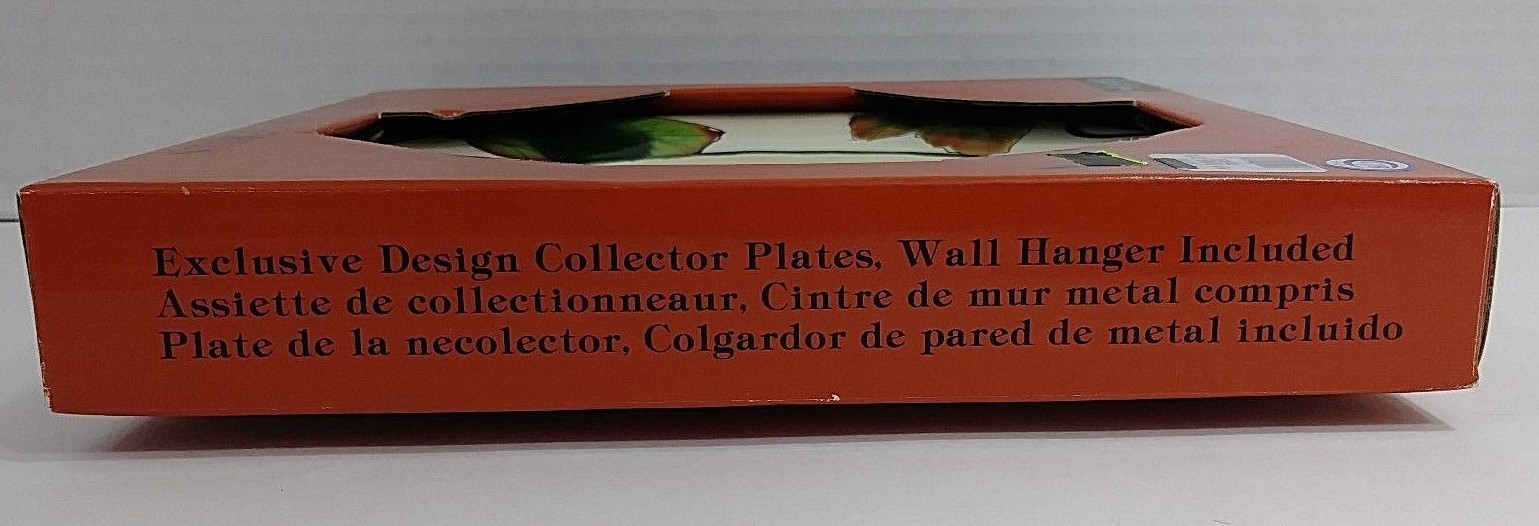 Exclusive Design Collector Plates, Wall Hanger Included
Assiette de collectionneaur, Cintre de mur metal compris
Plate de la necolector, Colgardor de pared de metal incluido